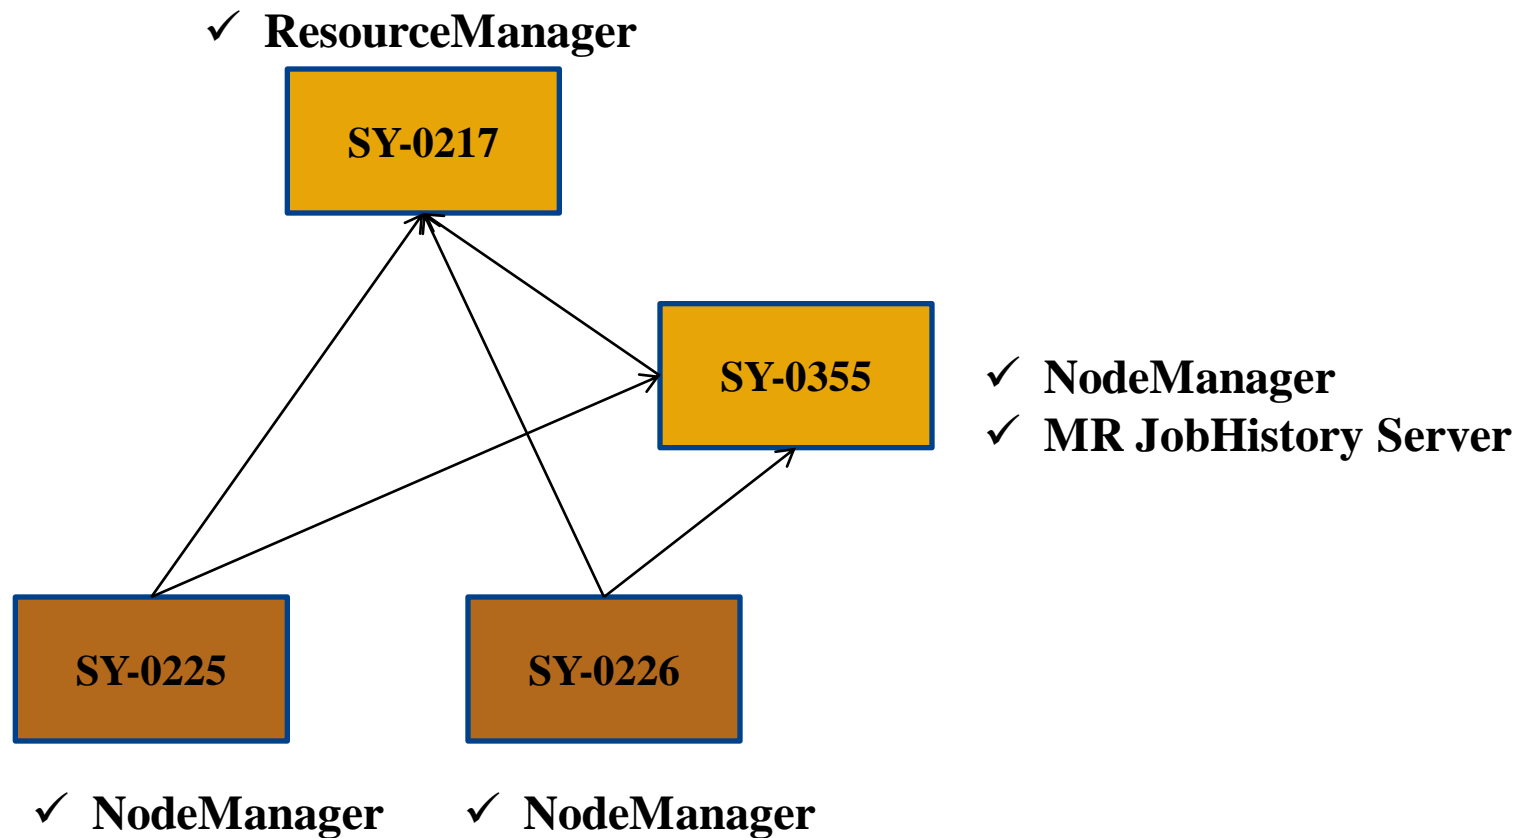 ✓ ResourceManager
SY-0217
SY-0355
✓ NodeManager
✓ MR JobHistory Server
SY-0225
SY-0226
✓ NodeManager
✓ NodeManager